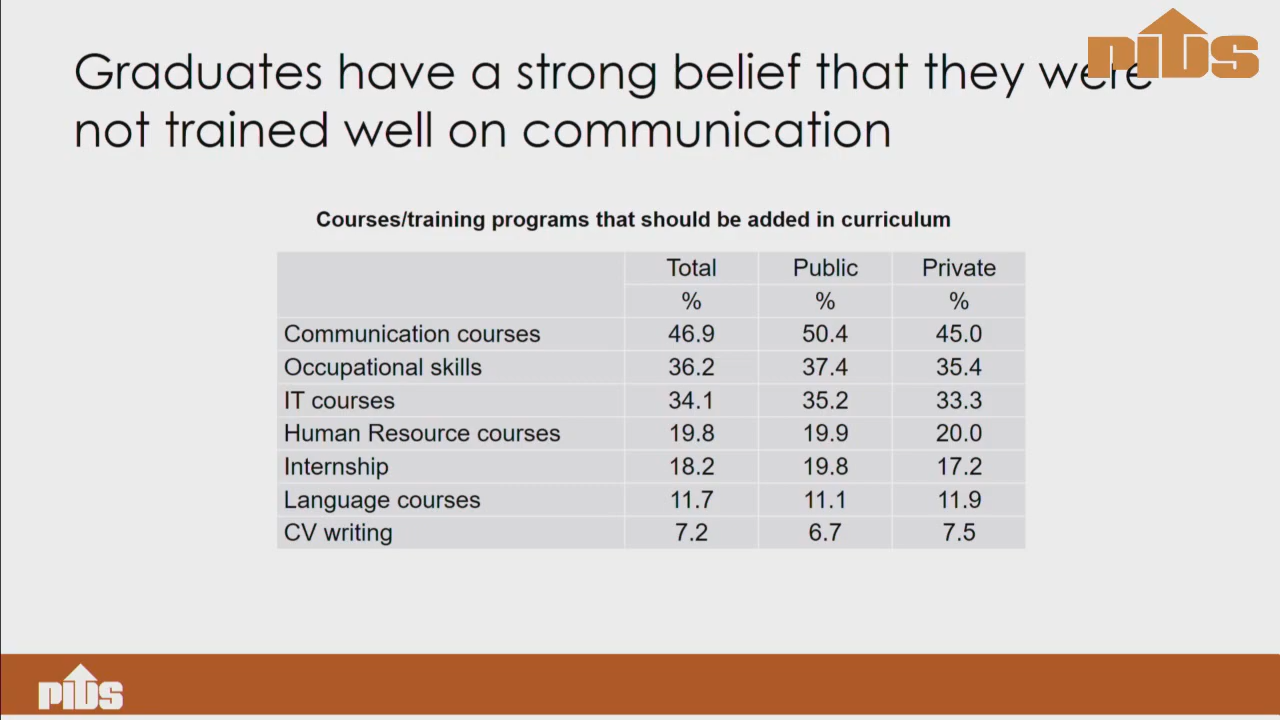 PIDS
Graduates have a strong belief that they were
not trained well on communication
Courses/training programs that should be added in curriculum
Total Public Private
% % %
Communication courses 46.9 50.4 45.0
Occupational skills 36.2 37.4 35.4
IT courses 34.1 35.2 33.3
Human Resource courses 19.8 19.9 20.0
Internship 18.2 19.8 17.2
Language courses 11.7 11.1 11.9
CV writing 7.2 6.7 7.5
PIDS